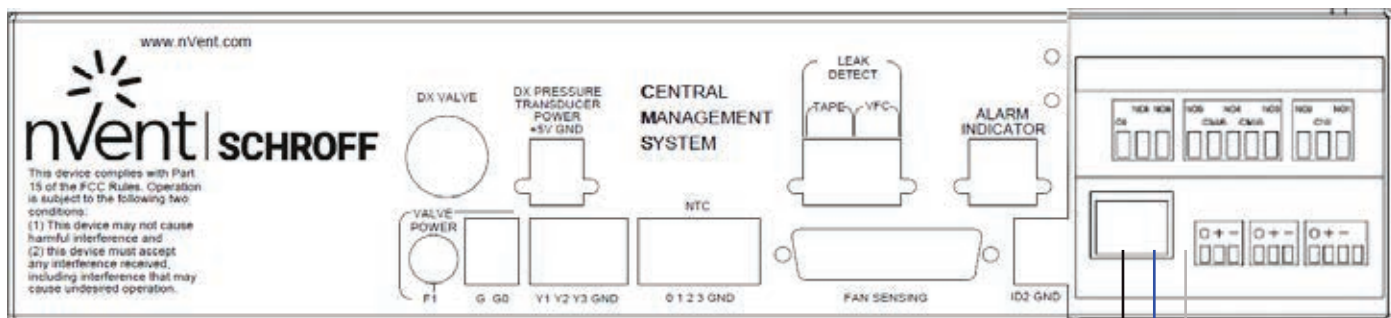 www.nVent.com
nVent | SCHROFF
This device complies with Part
15 of the FCC Rules. Operation
is subject to the following two
conditions:
(1) This device may not cause
harmful interference and
(2) this device must accept
any interference received,
including interference that may
cause undesired operation.
DX VALVE
DX PRESSURE
TRANSDUCER
POWER
+5V GND
CENTRAL
MANAGEMENT
SYSTEM
LEAK
DETECT
TAPE
VFC
ALARM
INDICATOR
VALVE
POWER
F1
G G0
Y1 Y2 Y3 GND
NTC
0 1 2 3 GND
FAN SENSING
ID2 GND
O + -
O + -
O + -